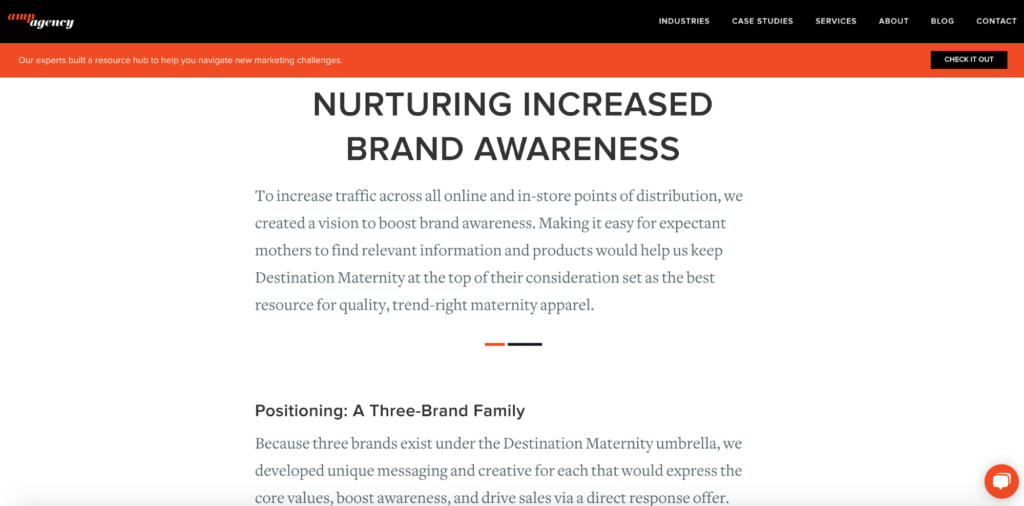 amp agency
INDUSTRIES CASE STUDIES SERVICES ABOUT BLOG CONTACT
Our experts built a resource hub to help you navigate new marketing challenges.
CHECK IT OUT
NURTURING INCREASED
BRAND AWARENESS
To increase traffic across all online and in-store points of distribution, we
created a vision to boost brand awareness. Making it easy for expectant
mothers to find relevant information and products would help us keep
Destination Maternity at the top of their consideration set as the best
resource for quality, trend-right maternity apparel.
Positioning: A Three-Brand Family
Because three brands exist under the Destination Maternity umbrella, we
developed unique messaging and creative for each that would express the
core values, boost awareness, and drive sales via a direct response offer.